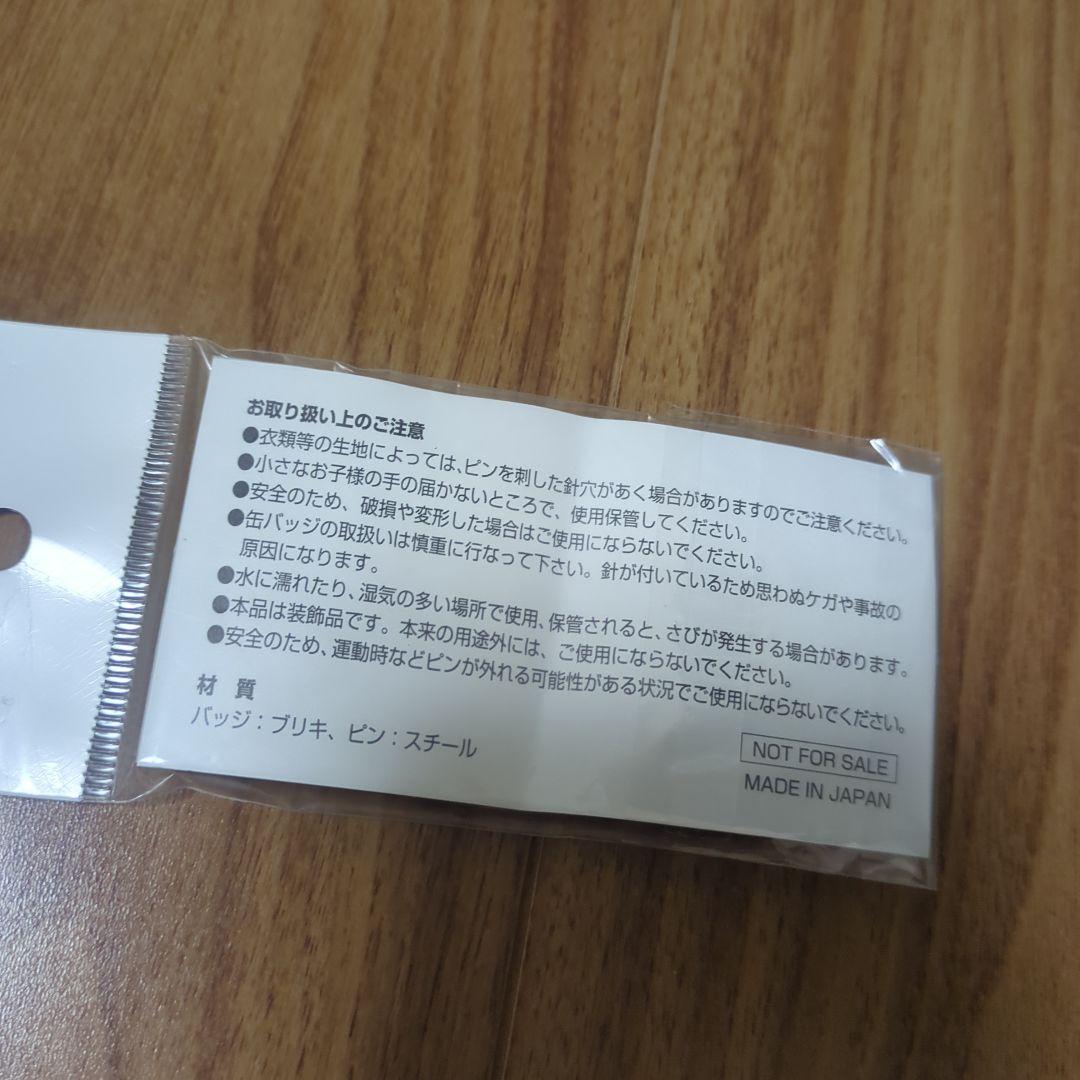 お取り扱い上のご注意
●衣類等の生地によっては、ピンを刺した針穴があく場合がありますのでご注意ください。
●小さなお子様の手の届かないところで、使用保管してください。
●安全のため、破損や変形した場合はご使用にならないでください。
●缶バッジの取扱いは慎重に行なって下さい。針が付いているため思わぬケガや事故の
原因になります。
●水に濡れたり、湿気の多い場所で使用、保管されると、さびが発生する場合があります。
●本品は装飾品です。本来の用途外には、ご使用にならないでください。
●安全のため、運動時などピンが外れる可能性がある状況でご使用にならないでください。
材 質
バッジ：ブリキ、ピン：スチール
NOT FOR SALE
MADE IN JAPAN